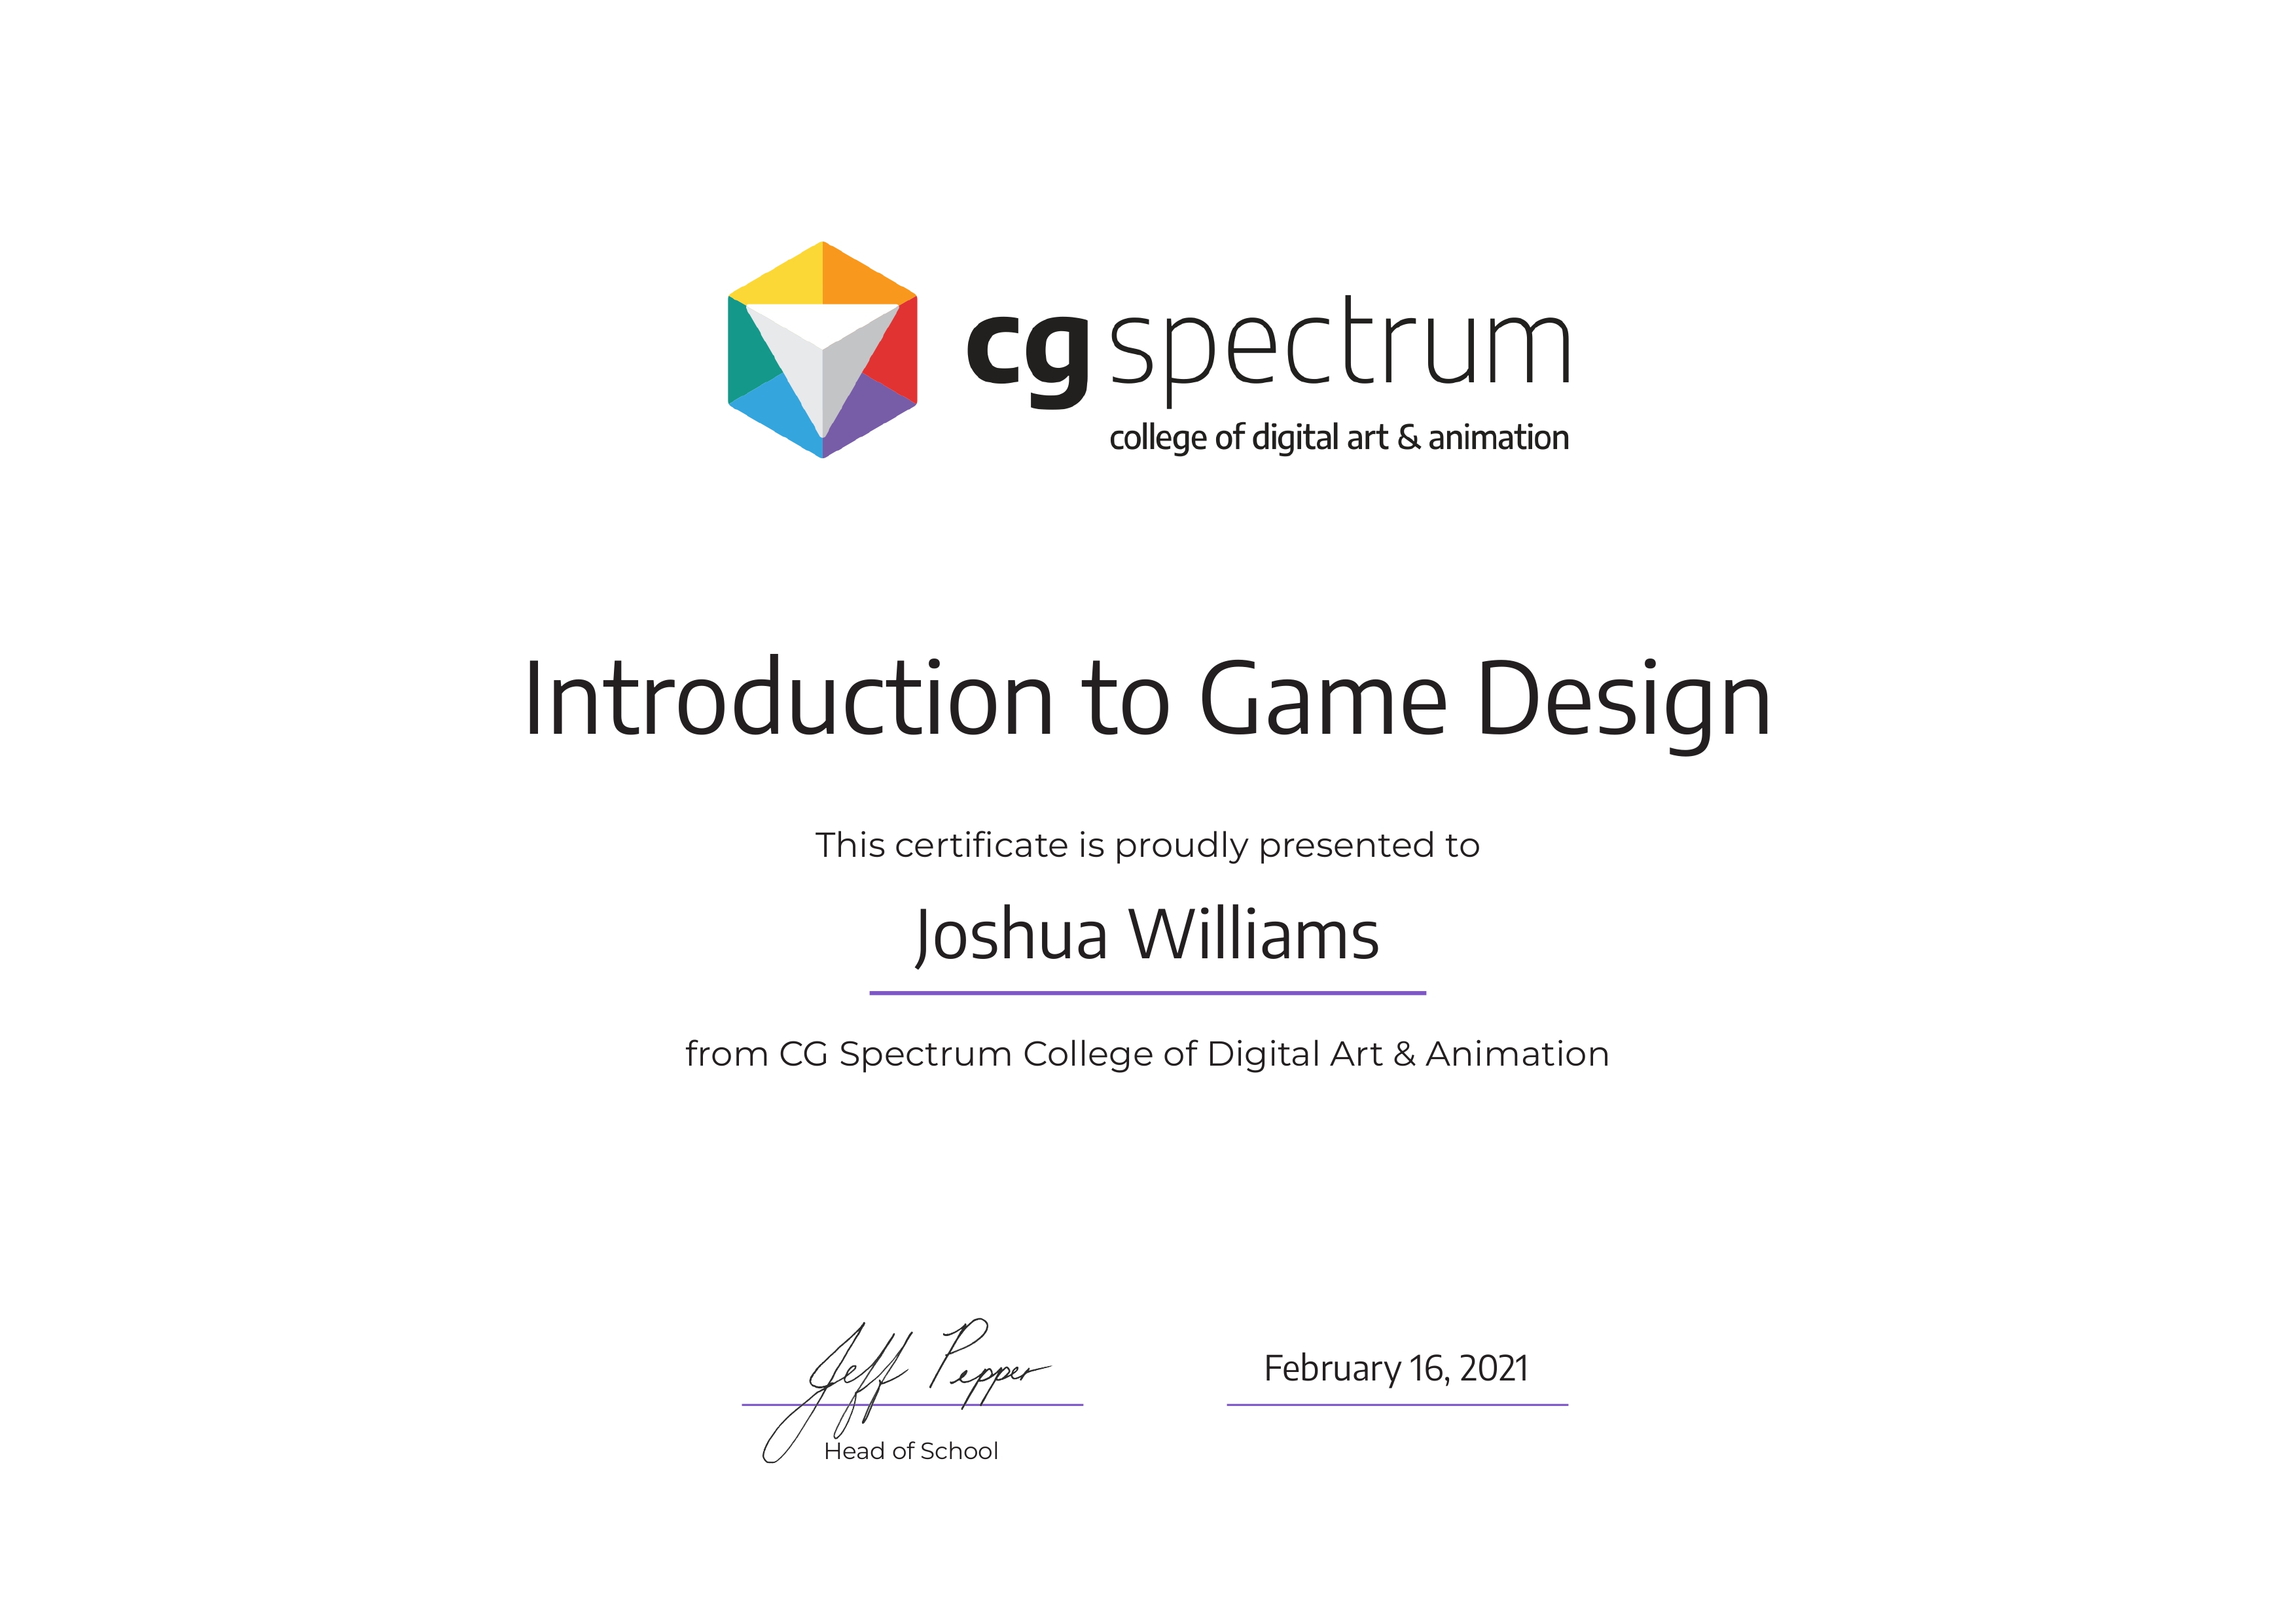 cg spectrum
college of digital art & animation
Introduction to Game Design
This certificate is proudly presented to
Joshua Williams
from CG Spectrum College of Digital Art & Animation
Jeff Pepper
February 16, 2021
Head of School